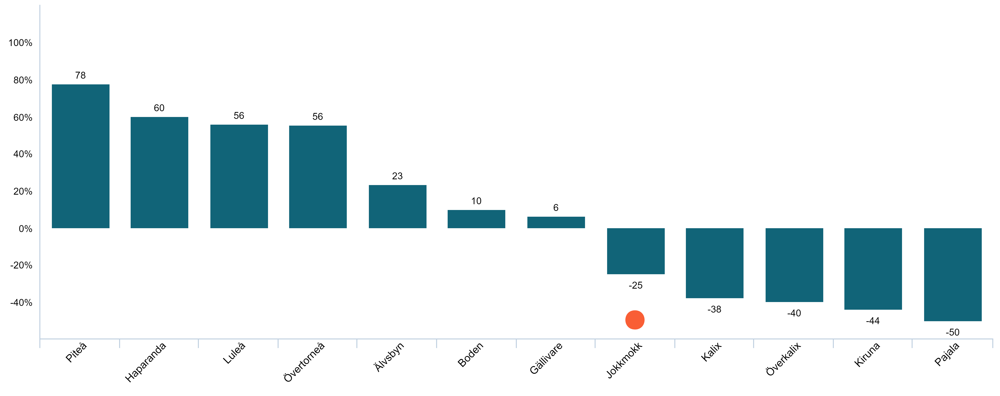 100%
80%
60%
40%
20%
0%
-20%
-40%
78
60
56
56
23
10
6
-25
-38
-40
-44
-50
Piteå
Haparanda
Luleå
Övertorneå
Älvsbyn
Boden
Gällivare
Jokkmokk
Kalix
Överkalix
Kiruna
Pajala